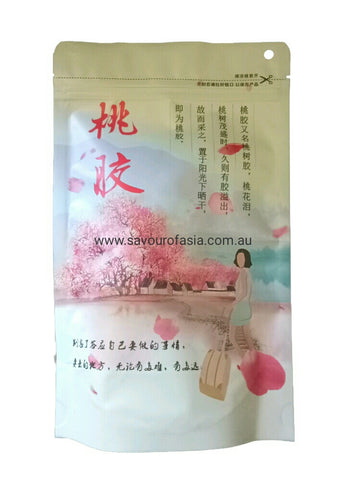 桃胶
桃胶又名桃树胶，桃花泪，
桃树茂盛时，久则有胶溢出，
故而采之，置于阳光下晒干，
即为桃胶。
www.savourofasia.com.au
别忘了答应自己要做的事情，
要去的地方，无论有多难，有多远